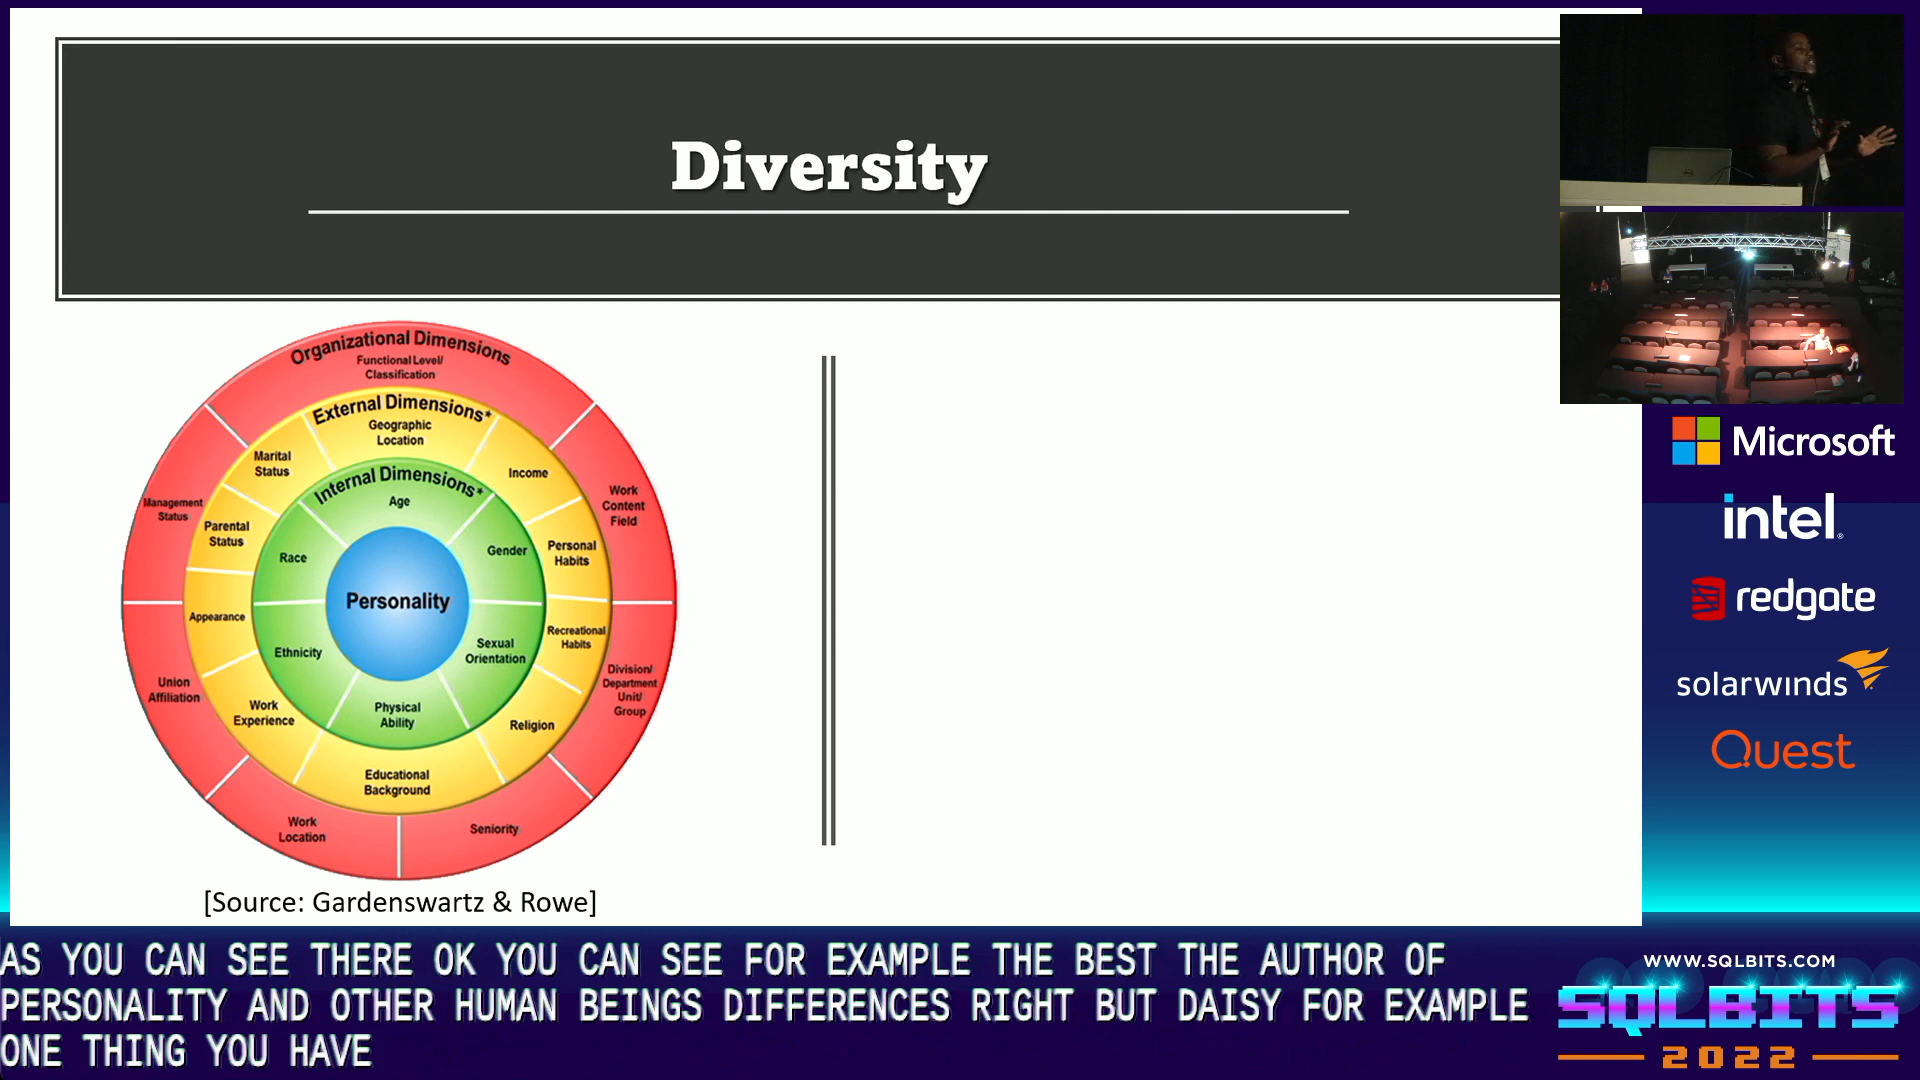 Diversity
Organizational Dimensions
Functional Level/
Classification
External Dimensions*
Geographic
Location
Marital
Status
Income
Internal Dimensions*
Age
Management
Status
Work
Content
Field
Parental
Status
Race
Gender
Personal
Habits
Personality
Appearance
Recreational
Habits
Ethnicity
Sexual
Orientation
Union
Affiliation
Division/
Department
Unit/
Group
Work
Experience
Physical
Ability
Religion
Educational
Background
Work
Location
Seniority
[Source: Gardenswartz & Rowe]
Microsoft
intel
redgate
solarwinds
Quest
AS YOU CAN SEE THERE OK YOU CAN SEE FOR EXAMPLE THE BEST THE AUTHOR OF
PERSONALITY AND OTHER HUMAN BEINGS DIFFERENCES RIGHT BUT DAISY FOR EXAMPLE
ONE THING YOU HAVE
WWW.SQLBITS.COM
SQLBITS
2022